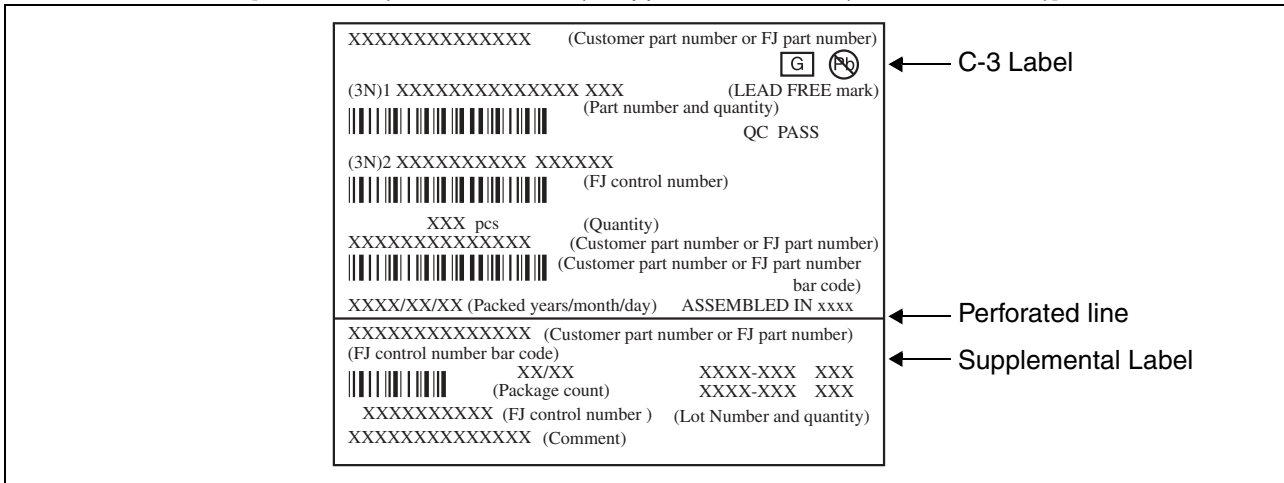 XXXXXXXXXXXXXX (Customer part number or FJ part number)
G Pb
C-3 Label
(3N)1 XXXXXXXXXXXXXX XXX (LEAD FREE mark)
(Part number and quantity)
QC PASS
(3N)2 XXXXXXXXXX XXXXXX
(FJ control number)
XXX pcs (Quantity)
XXXXXXXXXXXXXX (Customer part number or FJ part number)
(Customer part number or FJ part number
bar code)
XXXX/XX/XX (Packed years/month/day) ASSEMBLED IN xxxx
Perforated line
XXXXXXXXXXXXXX (Customer part number or FJ part number)
(FJ control number bar code)
Supplemental Label
XX/XX XXXX-XXX XXX
(Package count) XXXX-XXX XXX
XXXXXXXXXX (FJ control number ) (Lot Number and quantity)
XXXXXXXXXXXXXX (Comment)